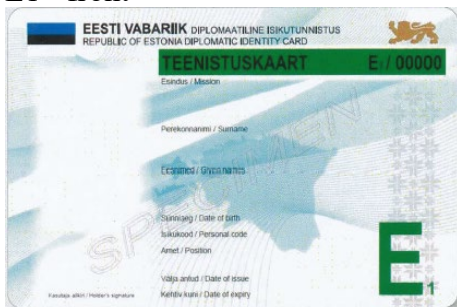 EESTI VABARIIK DIPLOMAATILINE ISIKUTUNNISTUS
REPUBLIC OF ESTONIA DIPLOMATIC IDENTITY CARD
TEENISTUSKAART E1 / 00000
Esindus / Mission
Perekonnanimi / Surname
Eesnimed / Given names
SPECIMEN
Sünniaeg / Date of birth
Isikukood / Personal code
Amet / Position
Välja antud / Date of issue
Kasutaja allkiri / Holder's signature
Kehtiv kuni / Date of expiry
E1